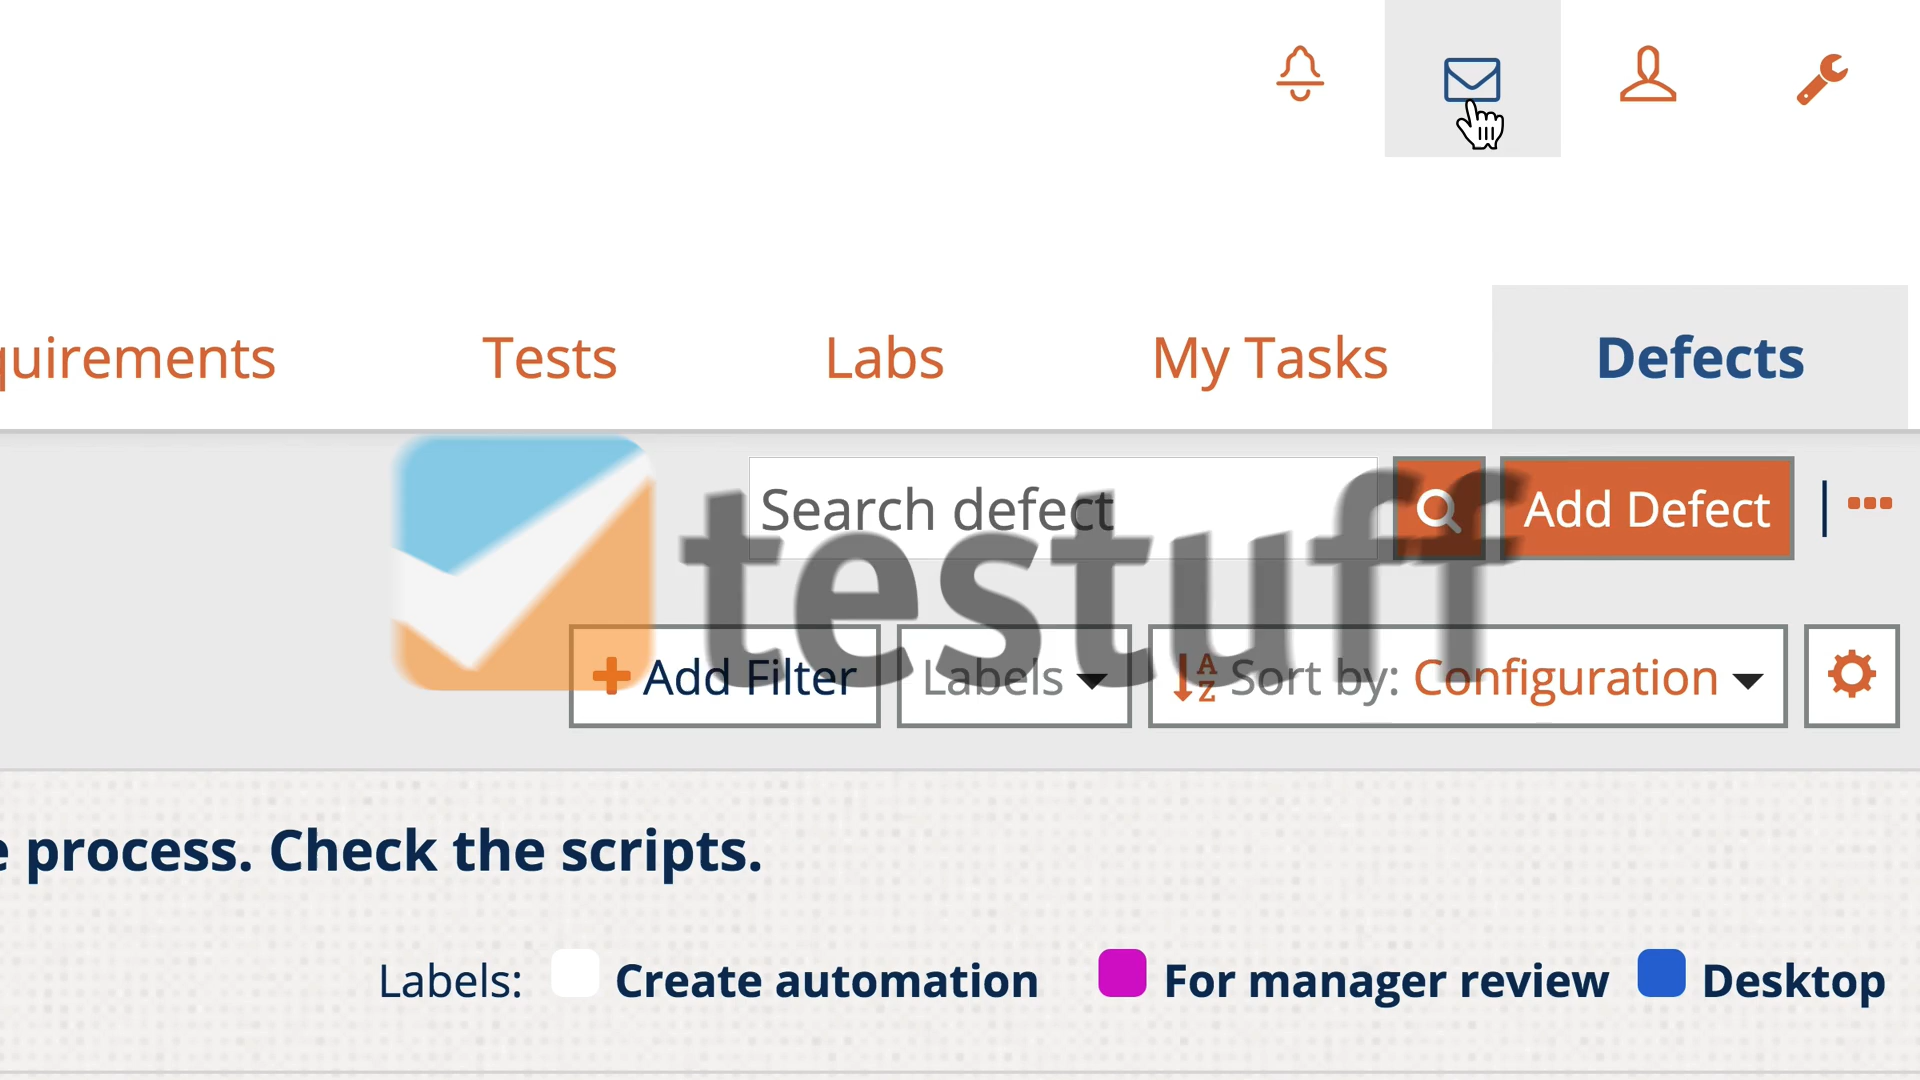 quirements Tests Labs My Tasks Defects
Search defect Add Defect
testuff
Add Filter Labels Sort by: Configuration
e process. Check the scripts.
Labels: Create automation For manager review Desktop